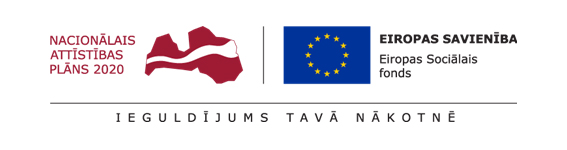 NACIONĀLAIS
ATTĪSTĪBAS
PLĀNS 2020
EIROPAS SAVIENĪBA
Eiropas Sociālais
fonds
IEGULDĪJUMS TAVĀ NĀKOTNĒ